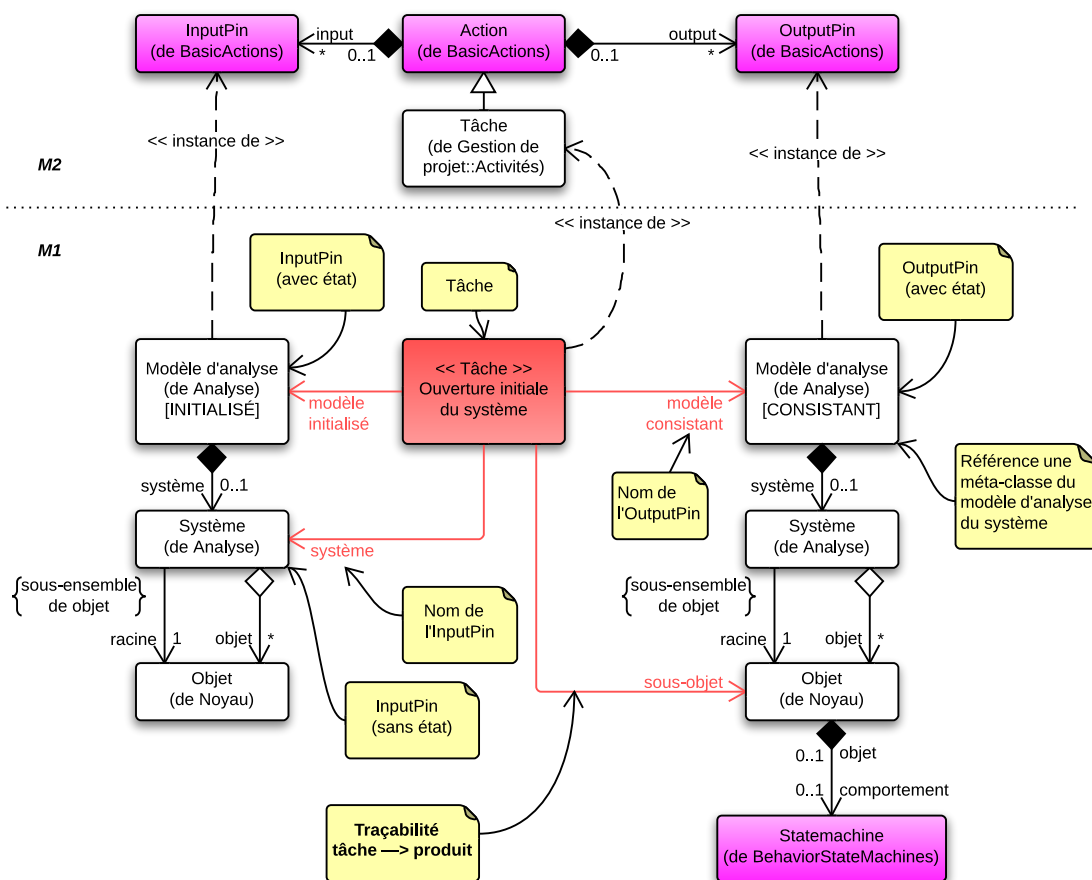 InputPin
(de BasicActions)
input
*
0..1
Action
(de BasicActions)
output
0..1
*
OutputPin
(de BasicActions)
Tâche
(de Gestion de
projet::Activités)
<< instance de >>
<< instance de >>
M2
<< instance de >>
M1
InputPin
(avec état)
Tâche
OutputPin
(avec état)
Modèle d'analyse
(de Analyse)
[INITIALISÉ]
<< Tâche >>
Ouverture initiale
du système
Modèle d'analyse
(de Analyse)
[CONSISTANT]
modèle
initialisé
modèle
consistant
système
0..1
Nom de
l'OutputPin
système
0..1
Référence une
méta-classe du
modèle d'analyse
du système
Système
(de Analyse)
système
Système
(de Analyse)
{sous-ensemble
de objet}
Nom de
l'InputPin
{sous-ensemble
de objet}
racine
1
objet
*
racine
1
objet
*
Objet
(de Noyau)
InputPin
(sans état)
sous-objet
Objet
(de Noyau)
0..1
objet
0..1
comportement
Traçabilité
tâche —> produit
Statemachine
(de BehaviorStateMachines)